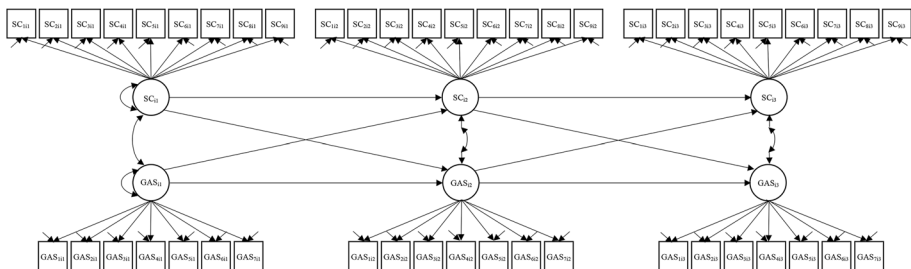 SC₁ᵢ₁ SC₂ᵢ₁ SC₃ᵢ₁ SC₄ᵢ₁ SC₅ᵢ₁ SC₆ᵢ₁ SC₇ᵢ₁ SC₈ᵢ₁ SC₉ᵢ₁ SC₁ᵢ₂ SC₂ᵢ₂ SC₃ᵢ₂ SC₄ᵢ₂ SC₅ᵢ₂ SC₆ᵢ₂ SC₇ᵢ₂ SC₈ᵢ₂ SC₉ᵢ₂ SC₁ᵢ₃ SC₂ᵢ₃ SC₃ᵢ₃ SC₄ᵢ₃ SC₅ᵢ₃ SC₆ᵢ₃ SC₇ᵢ₃ SC₈ᵢ₃ SC₉ᵢ₃
SCᵢ₁ SCᵢ₂ SCᵢ₃
GASᵢ₁ GASᵢ₂ GASᵢ₃
GAS₁ᵢ₁ GAS₂ᵢ₁ GAS₃ᵢ₁ GAS₄ᵢ₁ GAS₅ᵢ₁ GAS₆ᵢ₁ GAS₇ᵢ₁ GAS₁ᵢ₂ GAS₂ᵢ₂ GAS₃ᵢ₂ GAS₄ᵢ₂ GAS₅ᵢ₂ GAS₆ᵢ₂ GAS₇ᵢ₂ GAS₁ᵢ₃ GAS₂ᵢ₃ GAS₃ᵢ₃ GAS₄ᵢ₃ GAS₅ᵢ₃ GAS₆ᵢ₃ GAS₇ᵢ₃